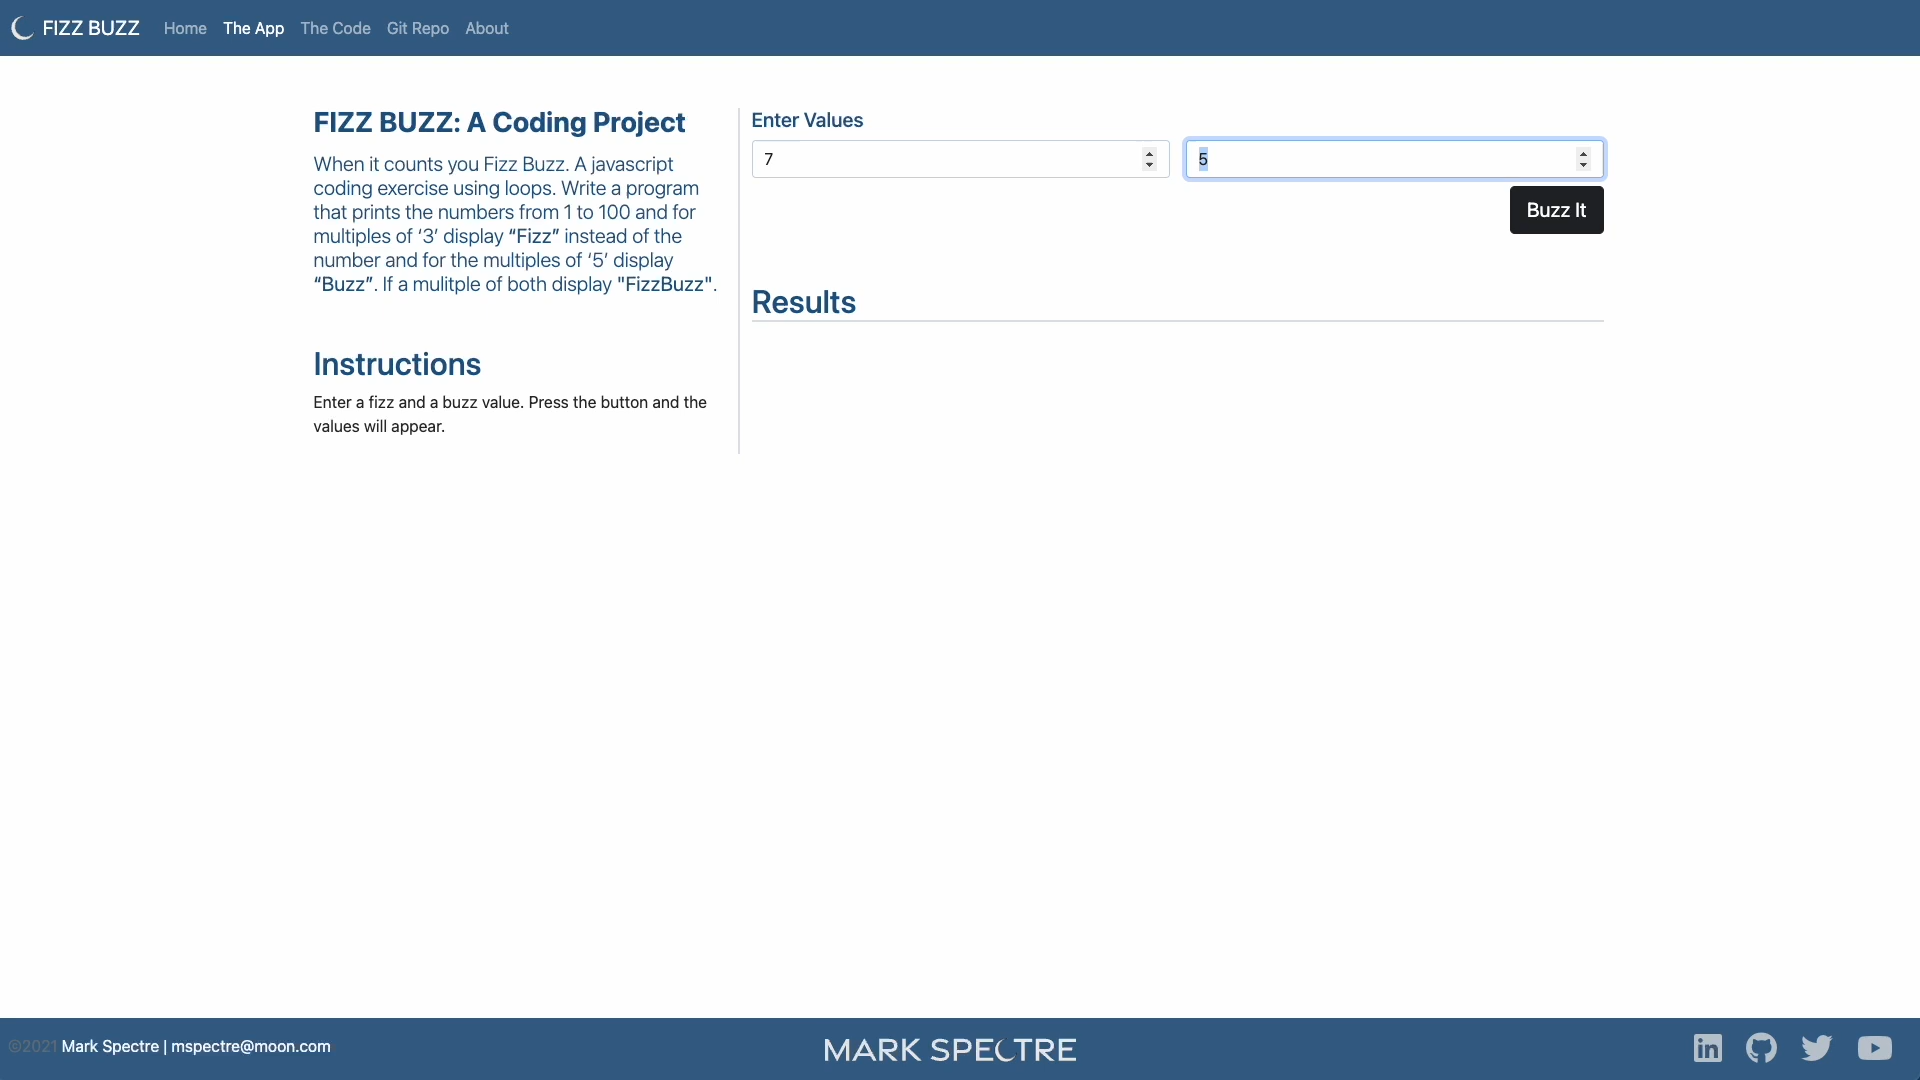 FIZZ BUZZ Home The App The Code Git Repo About
FIZZ BUZZ: A Coding Project
When it counts you Fizz Buzz. A javascript
coding exercise using loops. Write a program
that prints the numbers from 1 to 100 and for
multiples of ‘3’ display “Fizz” instead of the
number and for the multiples of ‘5’ display
“Buzz”. If a mulitple of both display "FizzBuzz".
Instructions
Enter a fizz and a buzz value. Press the button and the
values will appear.
Enter Values
7 5
Buzz It
Results
©2021 Mark Spectre | mspectre@moon.com
MARK SPECTRE
in